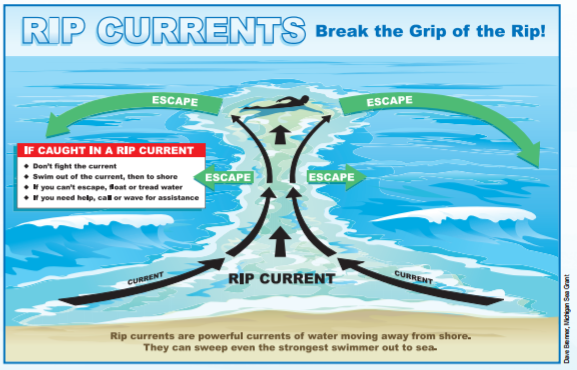 RIP CURRENTS Break the Grip of the Rip!
ESCAPE
ESCAPE
IF CAUGHT IN A RIP CURRENT
◆ Don't fight the current
◆ Swim out of the current, then to shore
◆ If you can't escape, float or tread water
◆ If you need help, call or wave for assistance
ESCAPE
ESCAPE
CURRENT
RIP CURRENT
CURRENT
Rip currents are powerful currents of water moving away from shore.
They can sweep even the strongest swimmer out to sea.
Dave Brenner, Michigan Sea Grant